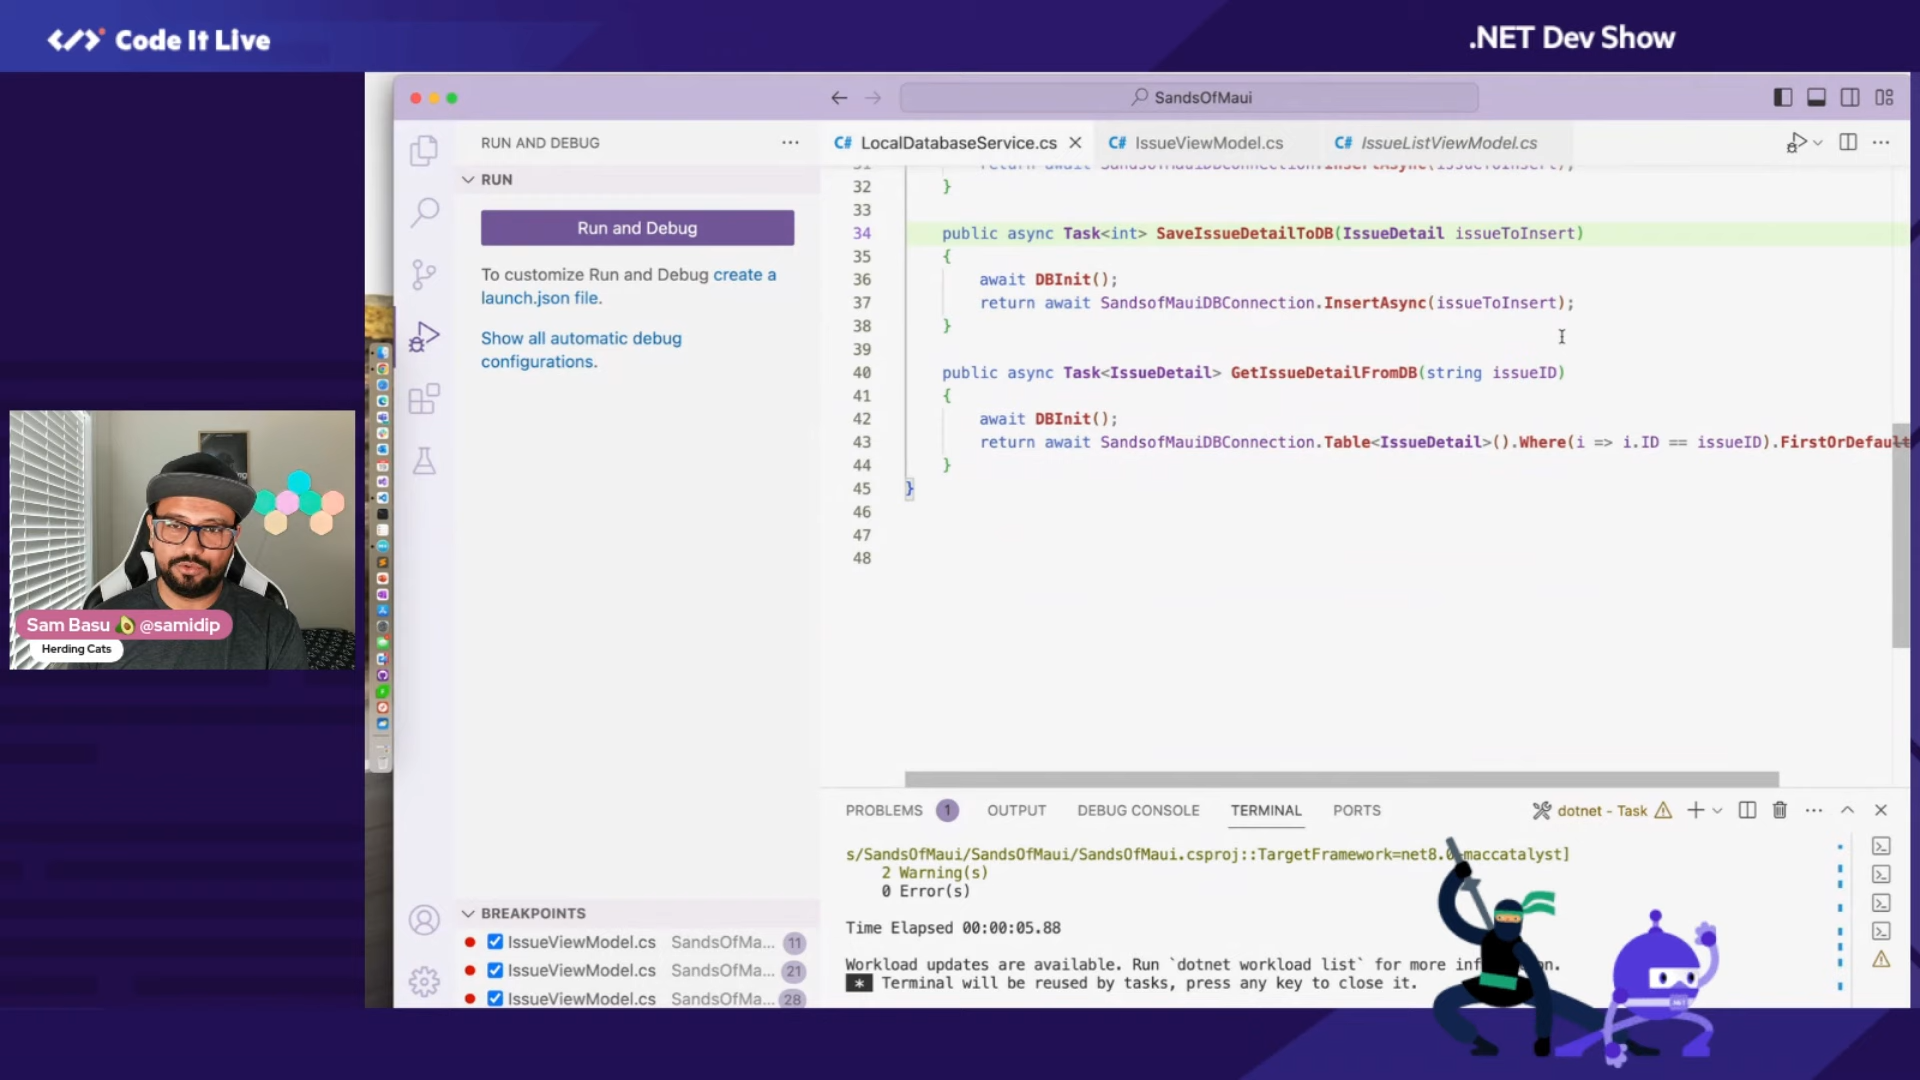 Code It Live
.NET Dev Show
SandsOfMaui
RUN AND DEBUG
RUN
Run and Debug
To customize Run and Debug create a
launch.json file.
Show all automatic debug
configurations.
C# LocalDatabaseService.cs
C# IssueViewModel.cs
C# IssueListViewModel.cs
31 return await SandsofMauiDBConnection.InsertAsync(issueToInsert);
32 }
33
34 public async Task<int> SaveIssueDetailToDB(IssueDetail issueToInsert)
35 {
36 await DBInit();
37 return await SandsofMauiDBConnection.InsertAsync(issueToInsert);
38 }
39
40 public async Task<IssueDetail> GetIssueDetailFromDB(string issueID)
41 {
42 await DBInit();
43 return await SandsofMauiDBConnection.Table<IssueDetail>().Where(i => i.ID == issueID).FirstOrDefault
44 }
45 }
46
47
48
Sam Basu 🥑 @samidip
Herding Cats
BREAKPOINTS
IssueViewModel.cs SandsOfMa... 11
IssueViewModel.cs SandsOfMa... 21
IssueViewModel.cs SandsOfMa... 28
PROBLEMS 1 OUTPUT DEBUG CONSOLE TERMINAL PORTS
dotnet - Task
s/SandsOfMaui/SandsOfMaui/SandsOfMaui.csproj::TargetFramework=net8.0-maccatalyst]
2 Warning(s)
0 Error(s)
Time Elapsed 00:00:05.88
Workload updates are available. Run `dotnet workload list` for more
* Terminal will be reused by tasks, press any key to close it.